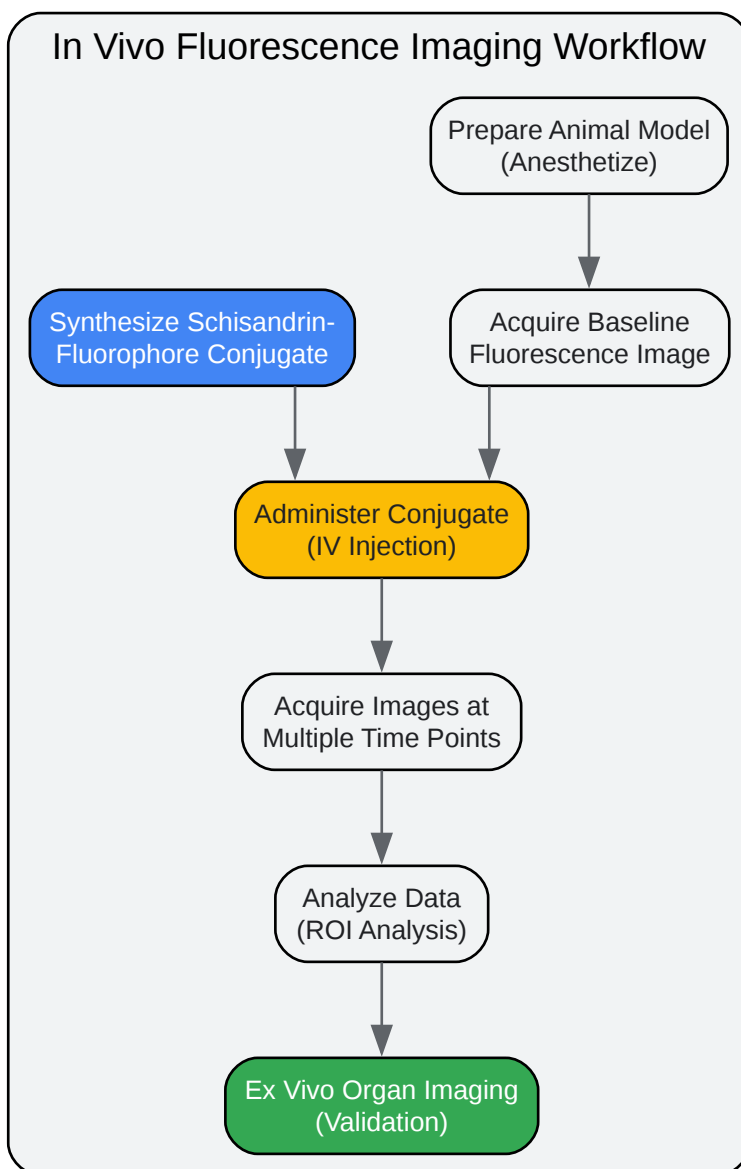 In Vivo Fluorescence Imaging Workflow
Prepare Animal Model
(Anesthetize)
Synthesize Schisandrin-
Fluorophore Conjugate
Acquire Baseline
Fluorescence Image
Administer Conjugate
(IV Injection)
Acquire Images at
Multiple Time Points
Analyze Data
(ROI Analysis)
Ex Vivo Organ Imaging
(Validation)